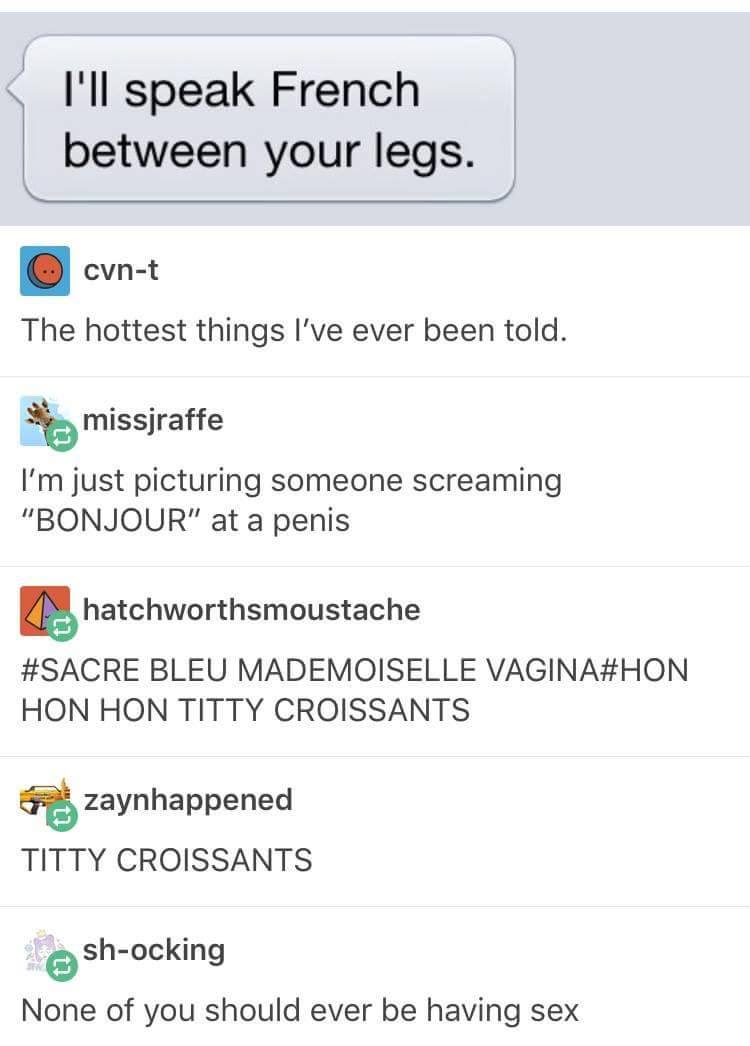 I'll speak French
between your legs.
cvn-t
The hottest things I’ve ever been told.
missjraffe
I’m just picturing someone screaming
“BONJOUR” at a penis
hatchworthsmoustache
#SACRE BLEU MADEMOISELLE VAGINA#HON
HON HON TITTY CROISSANTS
zaynhappened
TITTY CROISSANTS
sh-ocking
None of you should ever be having sex